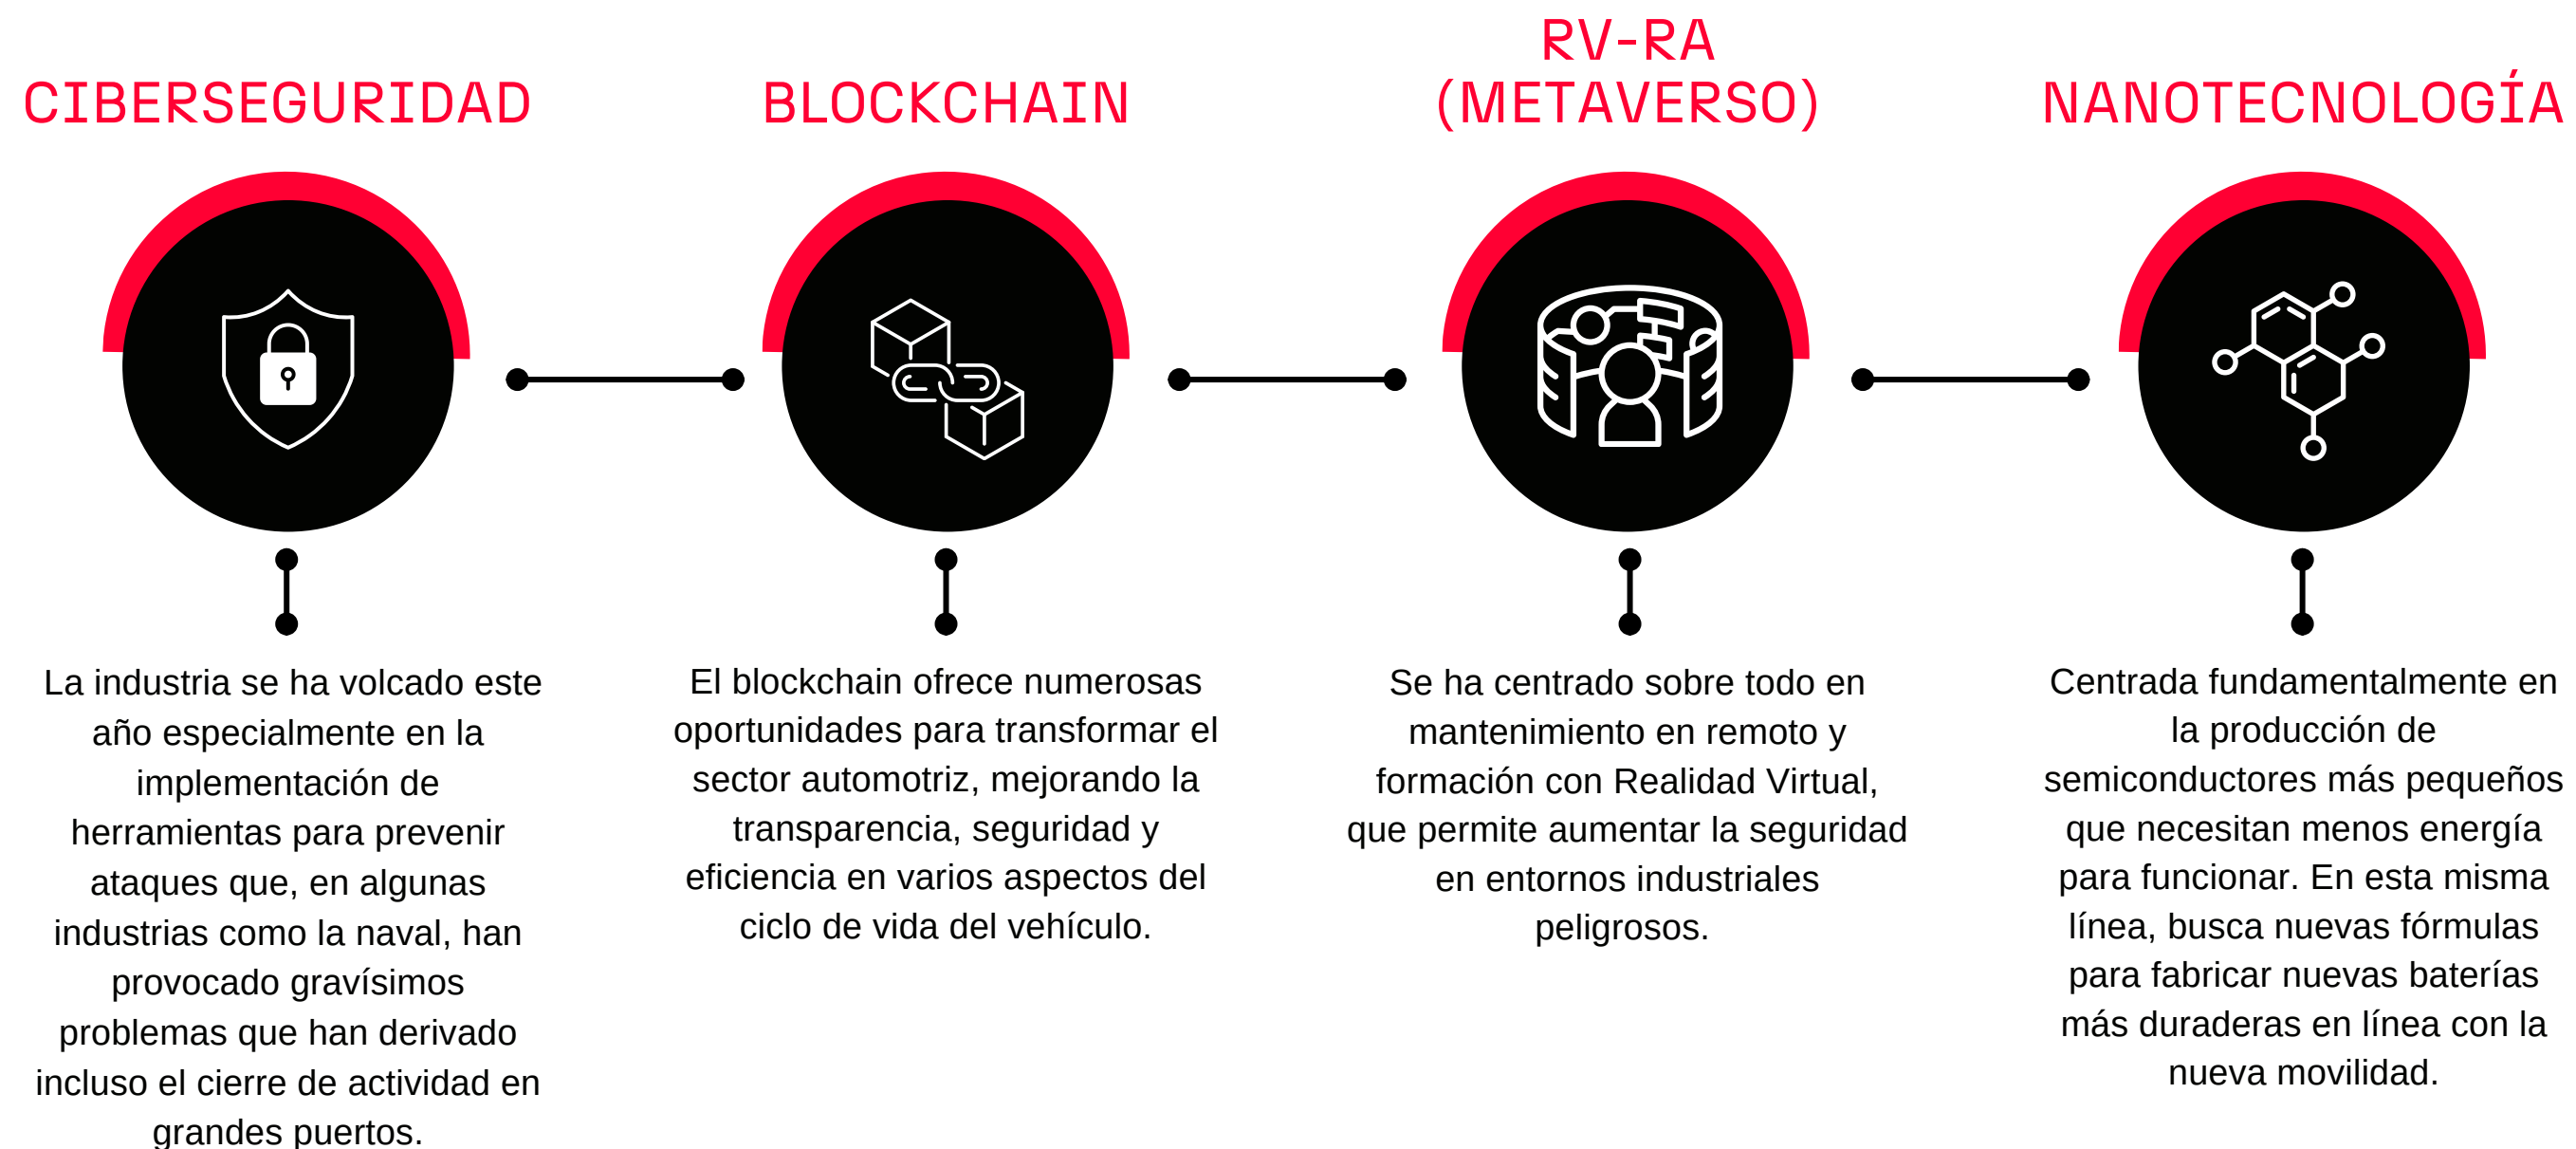 CIBERSEGURIDAD
La industria se ha volcado este
año especialmente en la
implementación de
herramientas para prevenir
ataques que, en algunas
industrias como la naval, han
provocado gravísimos
problemas que han derivado
incluso el cierre de actividad en
grandes puertos.
BLOCKCHAIN
El blockchain ofrece numerosas
oportunidades para transformar el
sector automotriz, mejorando la
transparencia, seguridad y
eficiencia en varios aspectos del
ciclo de vida del vehículo.
RV-RA
(METAVERSO)
Se ha centrado sobre todo en
mantenimiento en remoto y
formación con Realidad Virtual,
que permite aumentar la seguridad
en entornos industriales
peligrosos.
NANOTECNOLOGÍA
Centrada fundamentalmente en
la producción de
semiconductores más pequeños
que necesitan menos energía
para funcionar. En esta misma
línea, busca nuevas fórmulas
para fabricar nuevas baterías
más duraderas en línea con la
nueva movilidad.